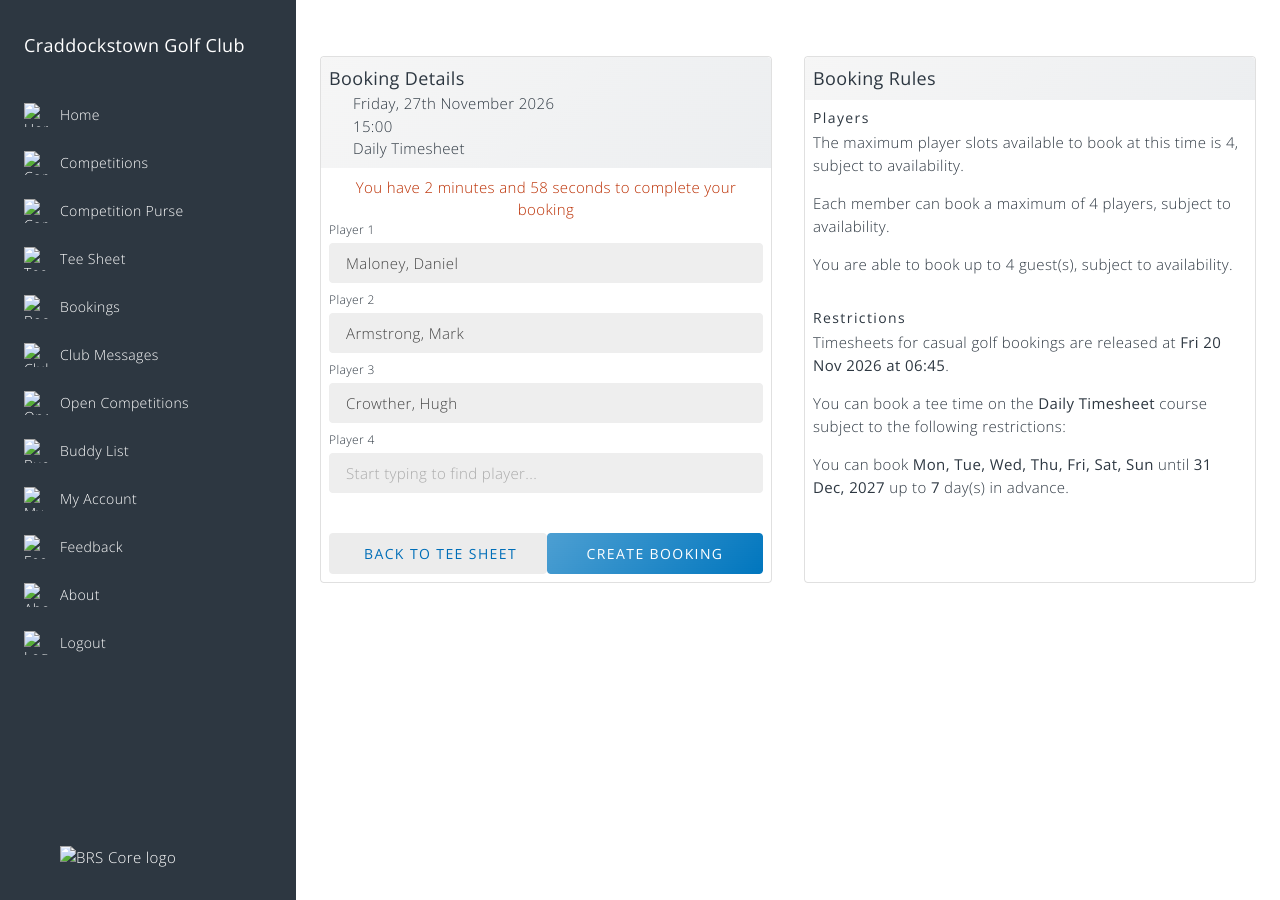 Craddockstown Golf Club
Home
Competitions
Competition Purse
Tee Sheet
Bookings
Club Messages
Open Competitions
Buddy List
My Account
Feedback
About
Logout
BRS Core logo
Booking Details
Friday, 27th November 2026
15:00
Daily Timesheet
You have 2 minutes and 58 seconds to complete your
booking
Player 1
Maloney, Daniel
Player 2
Armstrong, Mark
Player 3
Crowther, Hugh
Player 4
Start typing to find player...
BACK TO TEE SHEET
CREATE BOOKING
Booking Rules
Players
The maximum player slots available to book at this time is 4,
subject to availability.
Each member can book a maximum of 4 players, subject to
availability.
You are able to book up to 4 guest(s), subject to availability.
Restrictions
Timesheets for casual golf bookings are released at Fri 20
Nov 2026 at 06:45.
You can book a tee time on the Daily Timesheet course
subject to the following restrictions:
You can book Mon, Tue, Wed, Thu, Fri, Sat, Sun until 31
Dec, 2027 up to 7 day(s) in advance.